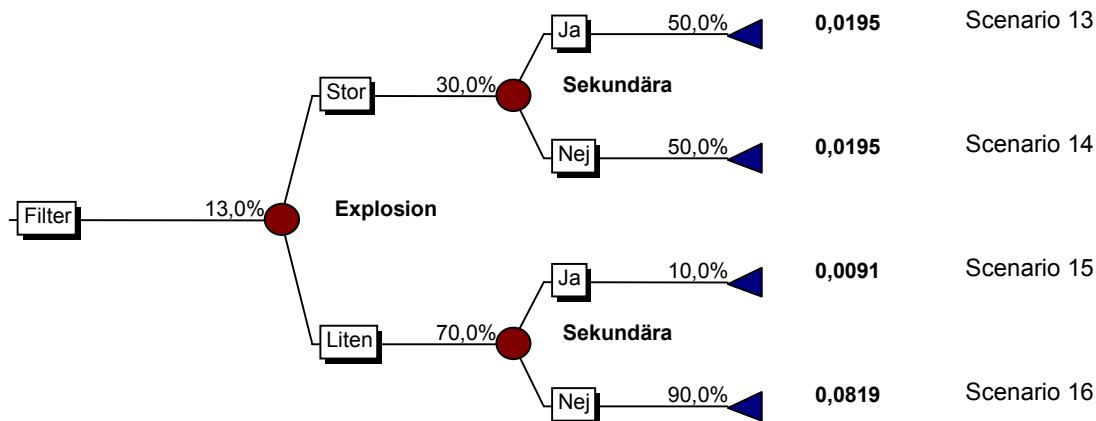 Ja 50,0% 0,0195 Scenario 13
Stor 30,0% Sekundära
Nej 50,0% 0,0195 Scenario 14
Filter 13,0% Explosion
Ja 10,0% 0,0091 Scenario 15
Liten 70,0% Sekundära
Nej 90,0% 0,0819 Scenario 16